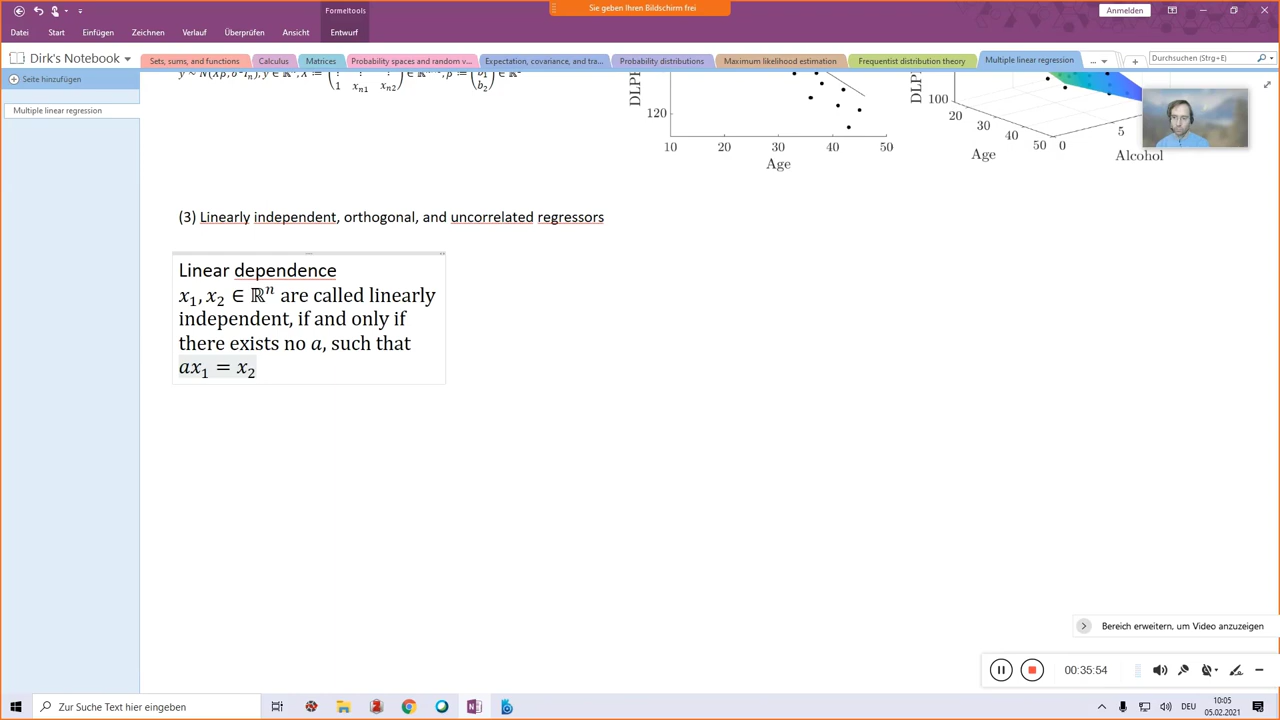 Sie geben Ihren Bildschirm frei
Formeltools
Anmelden
Datei Start Einfügen Zeichnen Verlauf Überprüfen Ansicht Entwurf
Dirk's Notebook
Sets, sums, and functions Calculus Matrices Probability spaces and random v... Expectation, covariance, and tra... Probability distributions Maximum likelihood estimation Frequentist distribution theory Multiple linear regression ...
Durchsuchen (Strg+E)
Seite hinzufügen
Multiple linear regression
1 xₙ₁ xₙ₂
b₂
DLPF
120
10 20 30 40 50
Age
100
20 30 40 50
Age
0 5
Alcohol
(3) Linearly independent, orthogonal, and uncorrelated regressors
Linear dependence
x₁, x₂ ∈ ℝⁿ are called linearly
independent, if and only if
there exists no a, such that
ax₁ = x₂
Bereich erweitern, um Video anzuzeigen
00:35:54
Zur Suche Text hier eingeben
DEU
10:05
05.02.2021